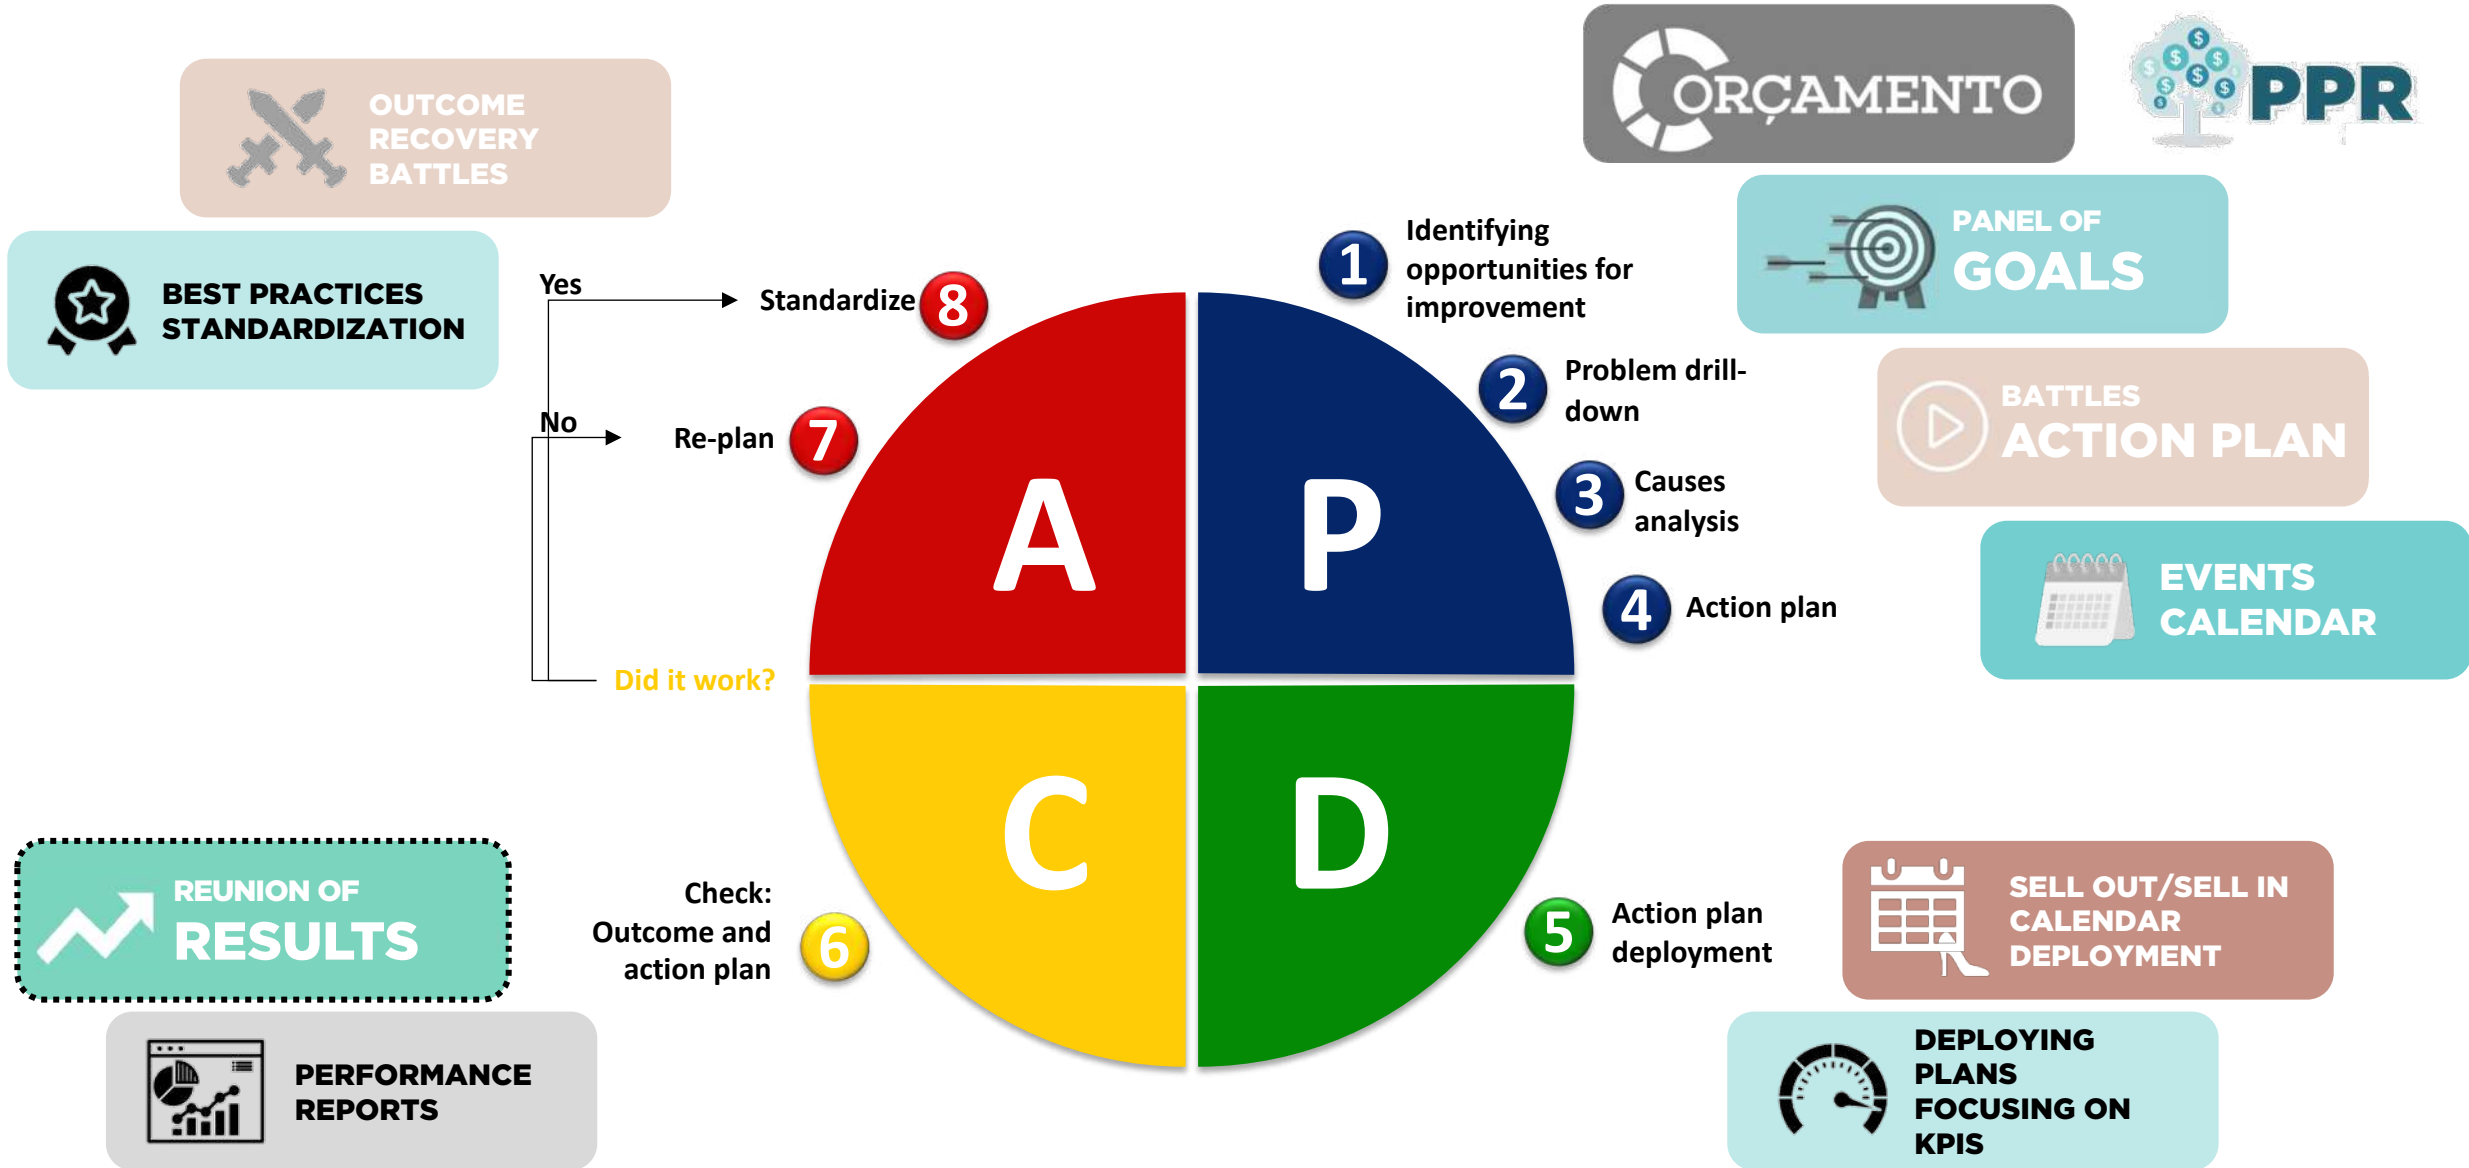 ORÇAMENTO
PPR
OUTCOME
RECOVERY
BATTLES
BEST PRACTICES
STANDARDIZATION
PANEL OF
GOALS
BATTLES
ACTION PLAN
EVENTS
CALENDAR
1
Identifying
opportunities for
improvement
2
Problem drill-
down
3
Causes
analysis
4
Action plan
Yes
Standardize
8
No
Re-plan
7
Did it work?
A
P
C
D
Check:
Outcome and
action plan
6
5
Action plan
deployment
REUNION OF
RESULTS
PERFORMANCE
REPORTS
SELL OUT/SELL IN
CALENDAR
DEPLOYMENT
DEPLOYING
PLANS
FOCUSING ON
KPIS
$
$
$
$
$
$
$
$